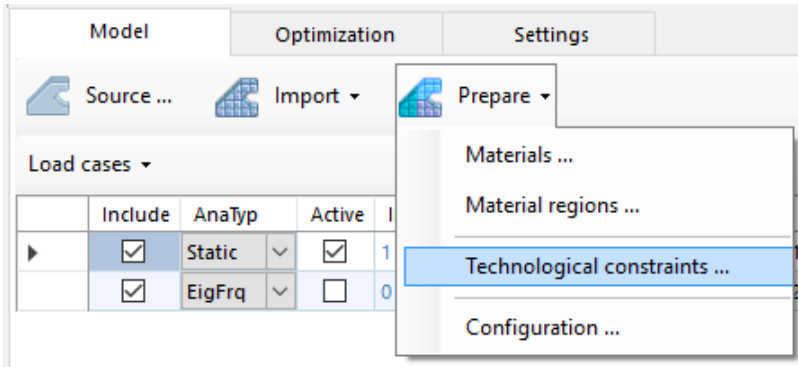 Model Optimization Settings
Source ... Import Prepare
Load cases
Materials ...
Material regions ...
Technological constraints ...
Configuration ...
Include AnaTyp Active
Static 1
EigFrq 0